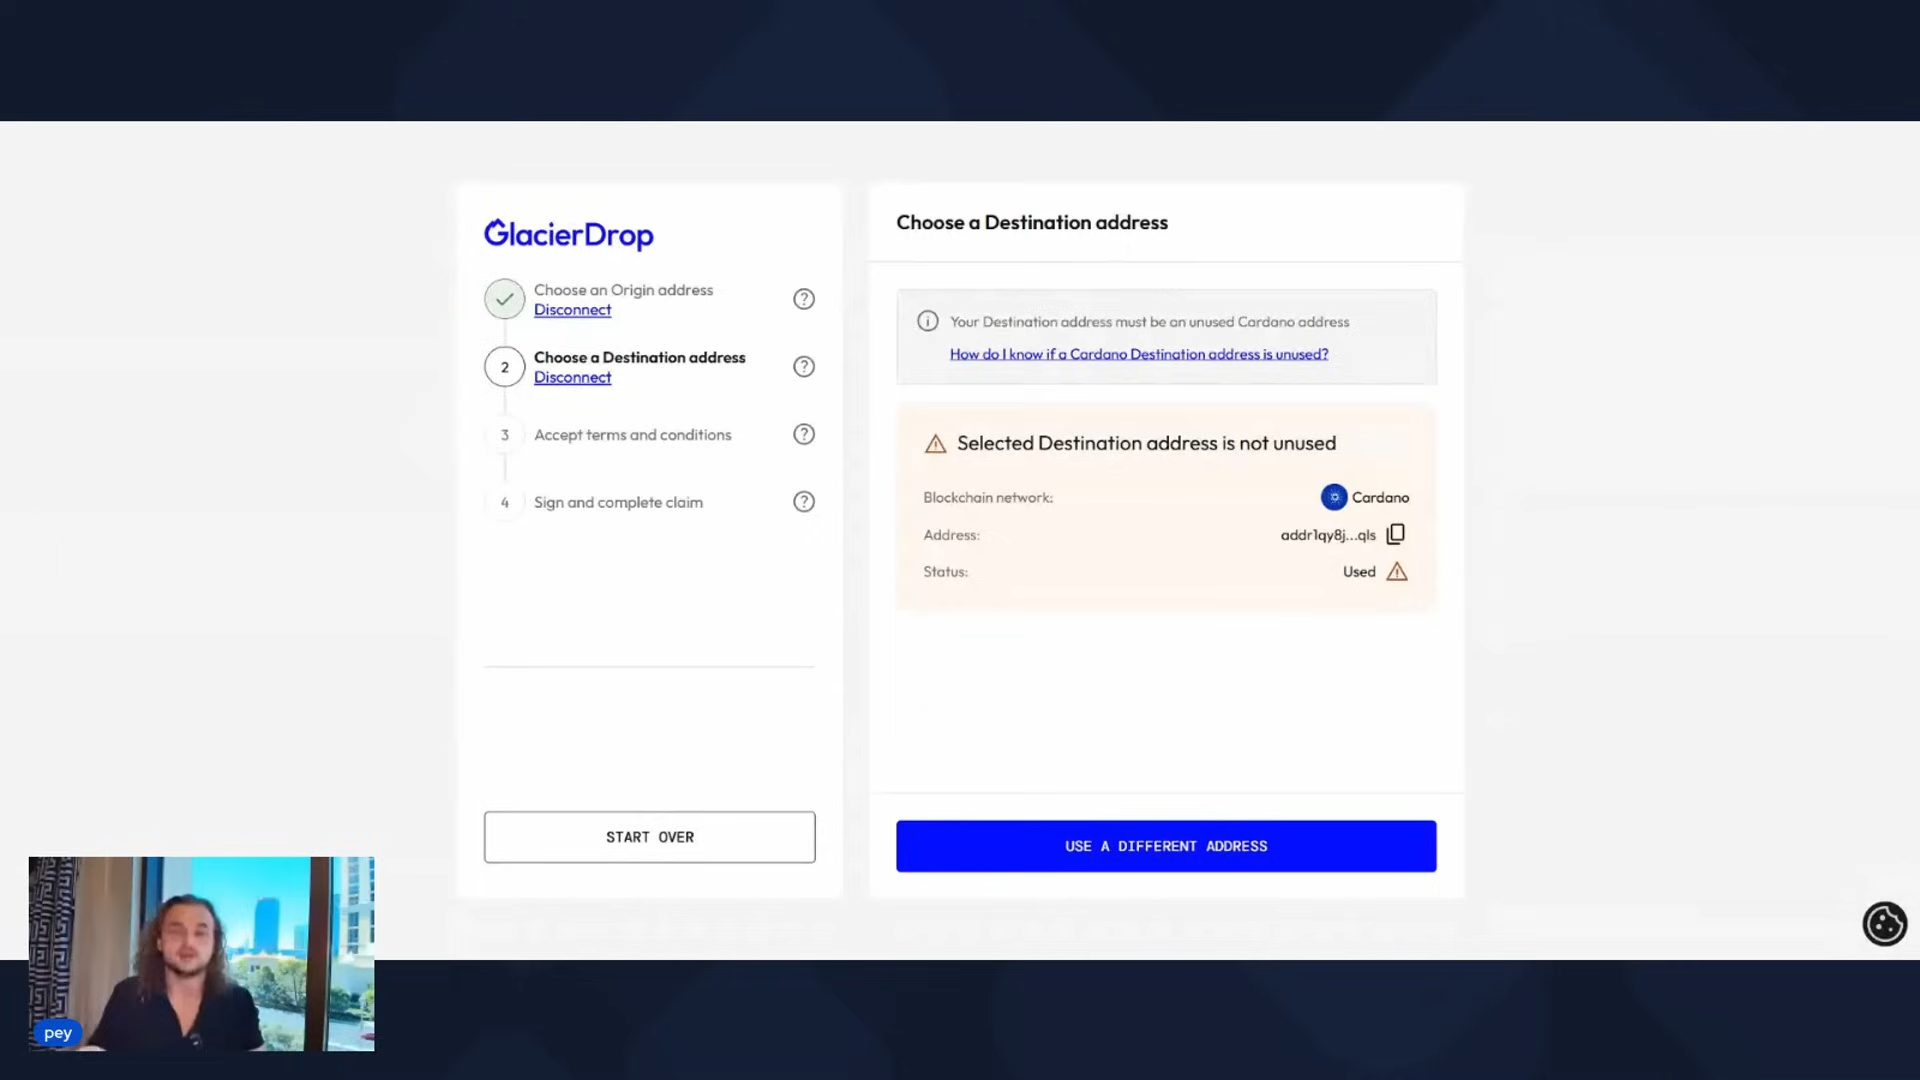 GlacierDrop
Choose an Origin address
Disconnect
2
Choose a Destination address
Disconnect
3
Accept terms and conditions
4
Sign and complete claim
START OVER
Choose a Destination address
Your Destination address must be an unused Cardano address
How do I know if a Cardano Destination address is unused?
Selected Destination address is not unused
Blockchain network:
Cardano
Address:
addr1qy8j...qls
Status:
Used
USE A DIFFERENT ADDRESS
pey